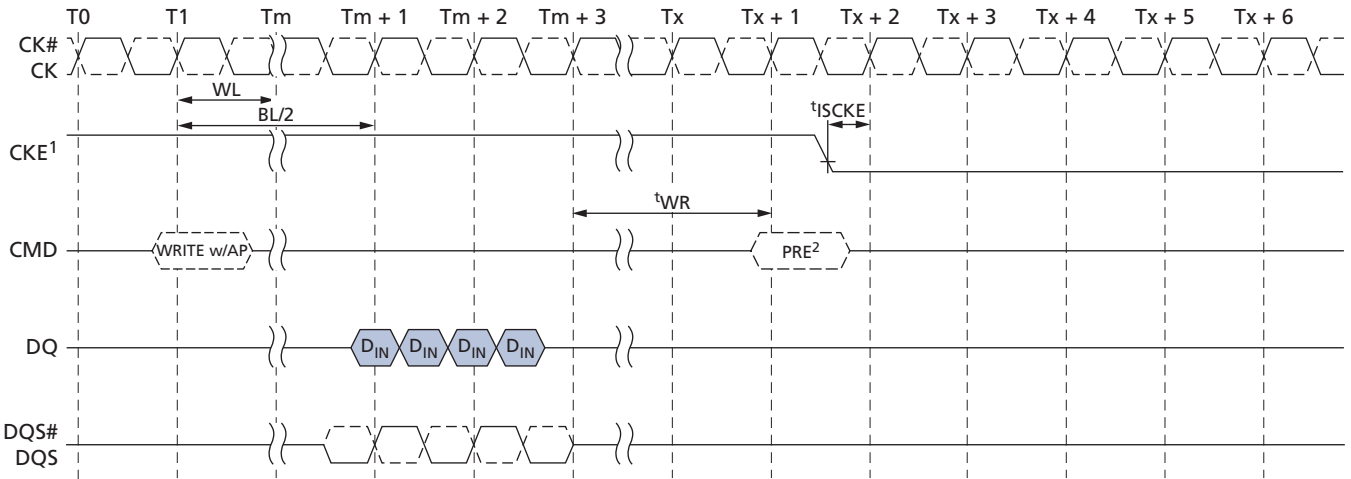 T0 T1 Tm Tm + 1 Tm + 2 Tm + 3 Tx Tx + 1 Tx + 2 Tx + 3 Tx + 4 Tx + 5 Tx + 6
CK#
CK
WL
BL/2
tISCKE
CKE1
tWR
CMD WRITE w/AP PRE2
DQ DIN DIN DIN DIN
DQS#
DQS